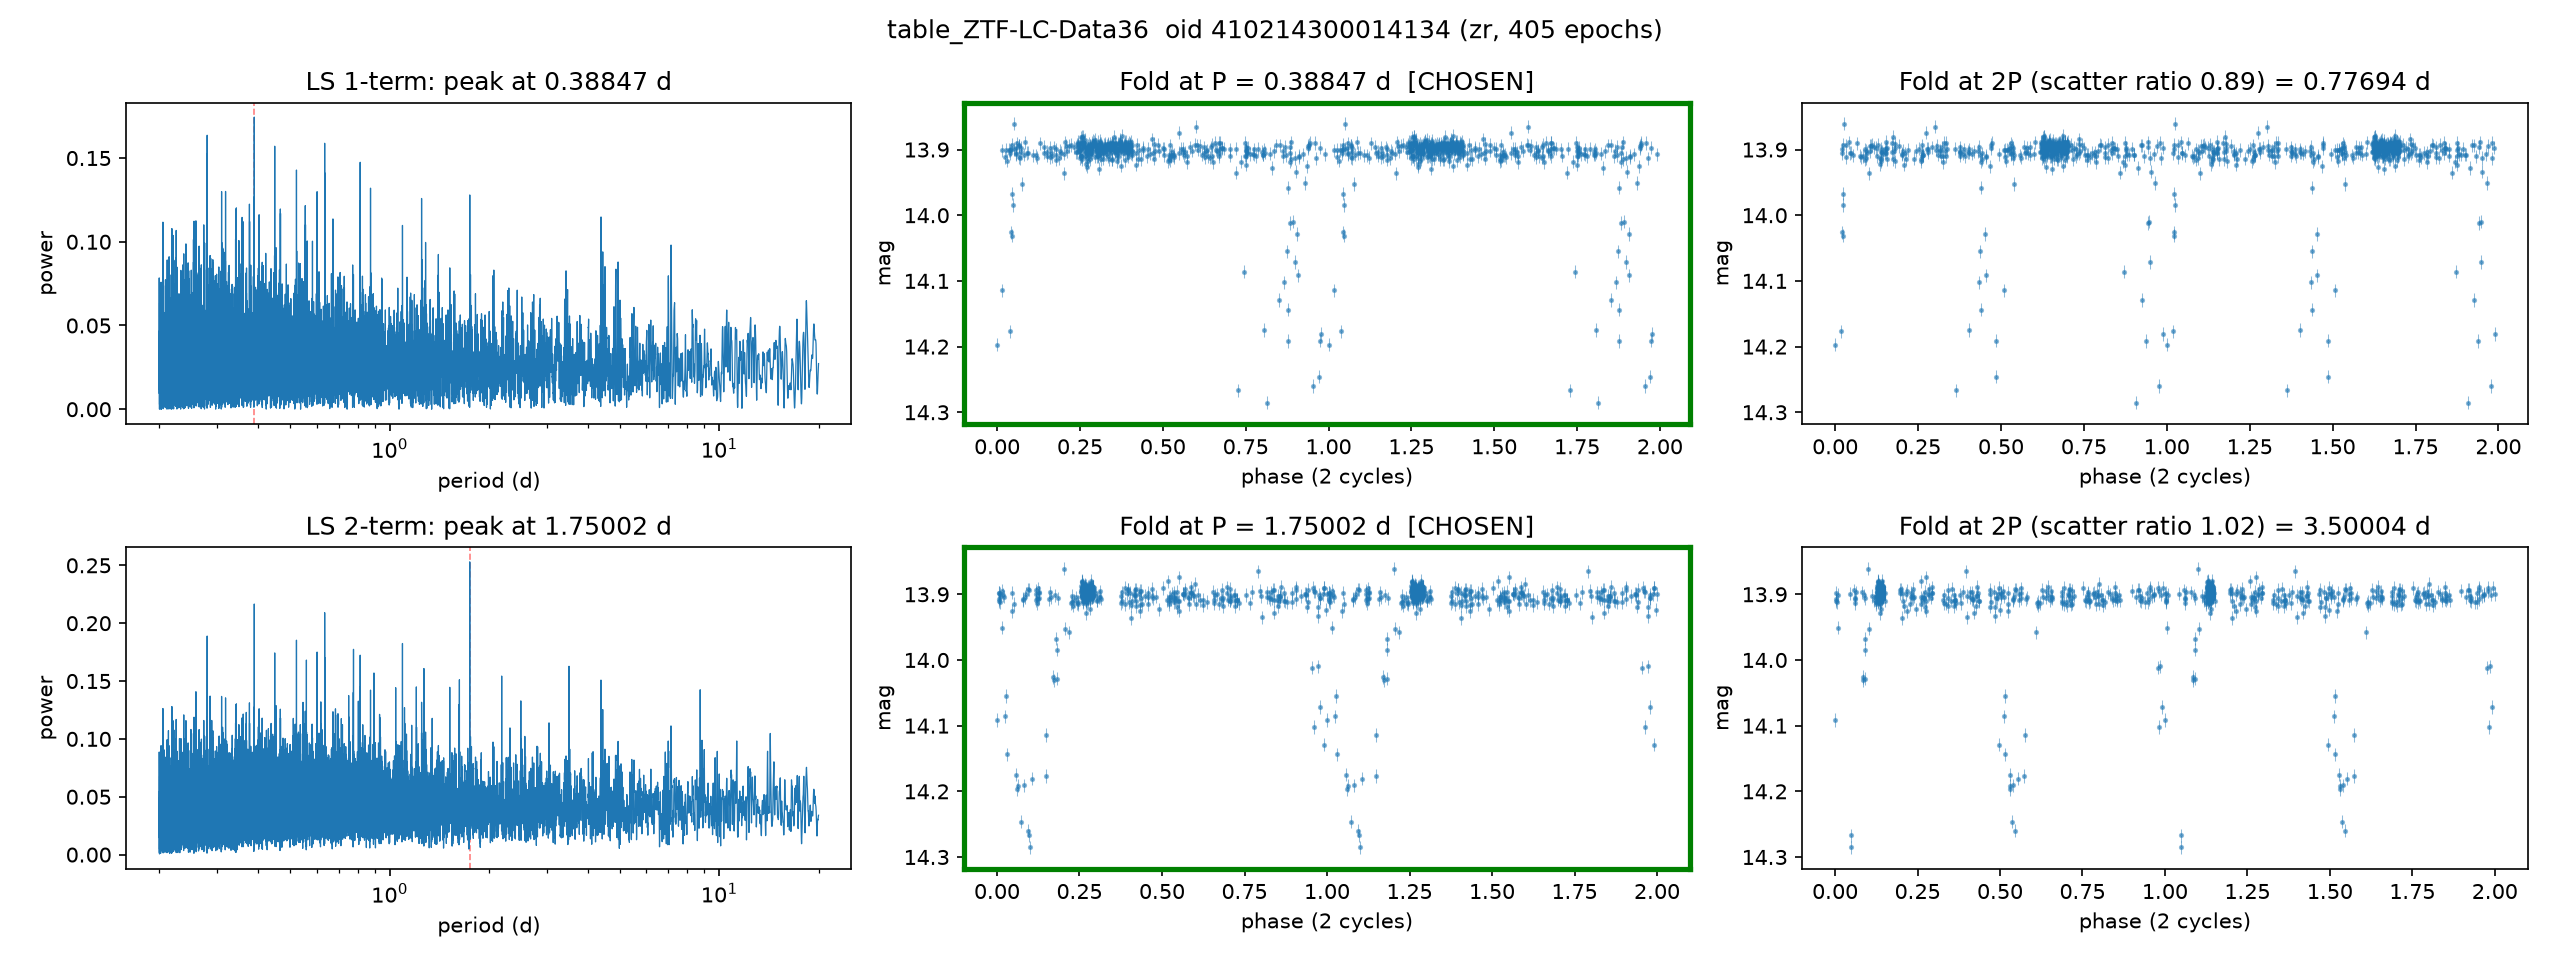 table_ZTF-LC-Data36  oid 410214300014134 (zr, 405 epochs)
LS 1-term: peak at 0.38847 d
power
0.15
0.10
0.05
0.00
10⁰
10¹
period (d)
Fold at P = 0.38847 d  [CHOSEN]
mag
13.9
14.0
14.1
14.2
14.3
0.00 0.25 0.50 0.75 1.00 1.25 1.50 1.75 2.00
phase (2 cycles)
Fold at 2P (scatter ratio 0.89) = 0.77694 d
mag
13.9
14.0
14.1
14.2
14.3
0.00 0.25 0.50 0.75 1.00 1.25 1.50 1.75 2.00
phase (2 cycles)
LS 2-term: peak at 1.75002 d
power
0.25
0.20
0.15
0.10
0.05
0.00
10⁰
10¹
period (d)
Fold at P = 1.75002 d  [CHOSEN]
mag
13.9
14.0
14.1
14.2
14.3
0.00 0.25 0.50 0.75 1.00 1.25 1.50 1.75 2.00
phase (2 cycles)
Fold at 2P (scatter ratio 1.02) = 3.50004 d
mag
13.9
14.0
14.1
14.2
14.3
0.00 0.25 0.50 0.75 1.00 1.25 1.50 1.75 2.00
phase (2 cycles)